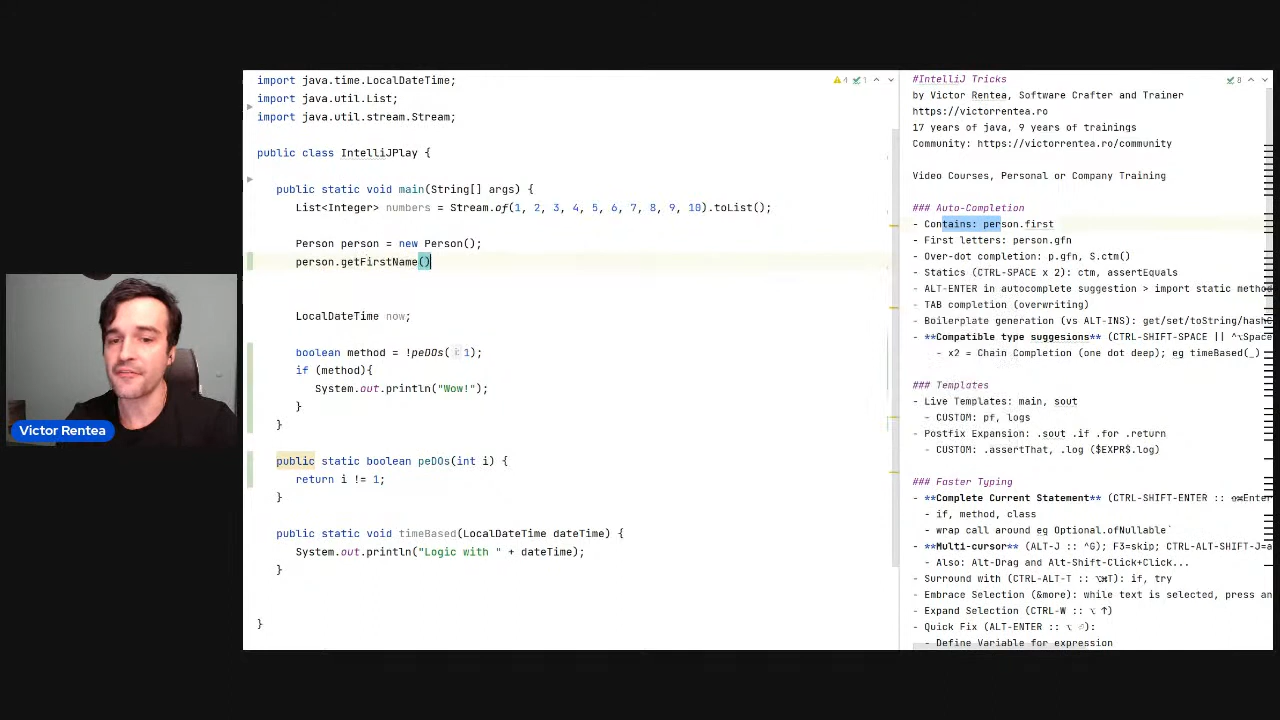 import java.time.LocalDateTime;
import java.util.List;
import java.util.stream.Stream;
public class IntelliJPlay {
public static void main(String[] args) {
List<Integer> numbers = Stream.of(1, 2, 3, 4, 5, 6, 7, 8, 9, 10).toList();
Person person = new Person();
person.getFirstName()
LocalDateTime now;
boolean method = !peDOs( i: 1);
if (method){
System.out.println("Wow!");
}
}
public static boolean peDOs(int i) {
return i != 1;
}
public static void timeBased(LocalDateTime dateTime) {
System.out.println("Logic with " + dateTime);
}
}
4 1
Victor Rentea
#IntelliJ Tricks
8
by Victor Rentea, Software Crafter and Trainer
https://victorrentea.ro
17 years of java, 9 years of trainings
Community: https://victorrentea.ro/community
Video Courses, Personal or Company Training
### Auto-Completion
- Contains: person.first
- First letters: person.gfn
- Over-dot completion: p.gfn, S.ctm()
- Statics (CTRL-SPACE x 2): ctm, assertEquals
- ALT-ENTER in autocomplete suggestion > import static method
- TAB completion (overwriting)
- Boilerplate generation (vs ALT-INS): get/set/toString/hashC
- **Compatible type suggesions** (CTRL-SHIFT-SPACE || ^⌥Space
- x2 = Chain Completion (one dot deep); eg timeBased(_)
### Templates
- Live Templates: main, sout
- CUSTOM: pf, logs
- Postfix Expansion: .sout .if .for .return
- CUSTOM: .assertThat, .log ($EXPR$.log)
### Faster Typing
- **Complete Current Statement** (CTRL-SHIFT-ENTER :: ⇧⌘Enter
- if, method, class
- wrap call around eg Optional.ofNullable`
- **Multi-cursor** (ALT-J :: ^G); F3=skip; CTRL-ALT-SHIFT-J=a
- Also: Alt-Drag and Alt-Shift-Click+Click...
- Surround with (CTRL-ALT-T :: ⌥⌘T): if, try
- Embrace Selection (&more): while text is selected, press an
- Expand Selection (CTRL-W :: ⌥ ↑)
- Quick Fix (ALT-ENTER :: ⌥ ⏎):
- Define Variable for expression